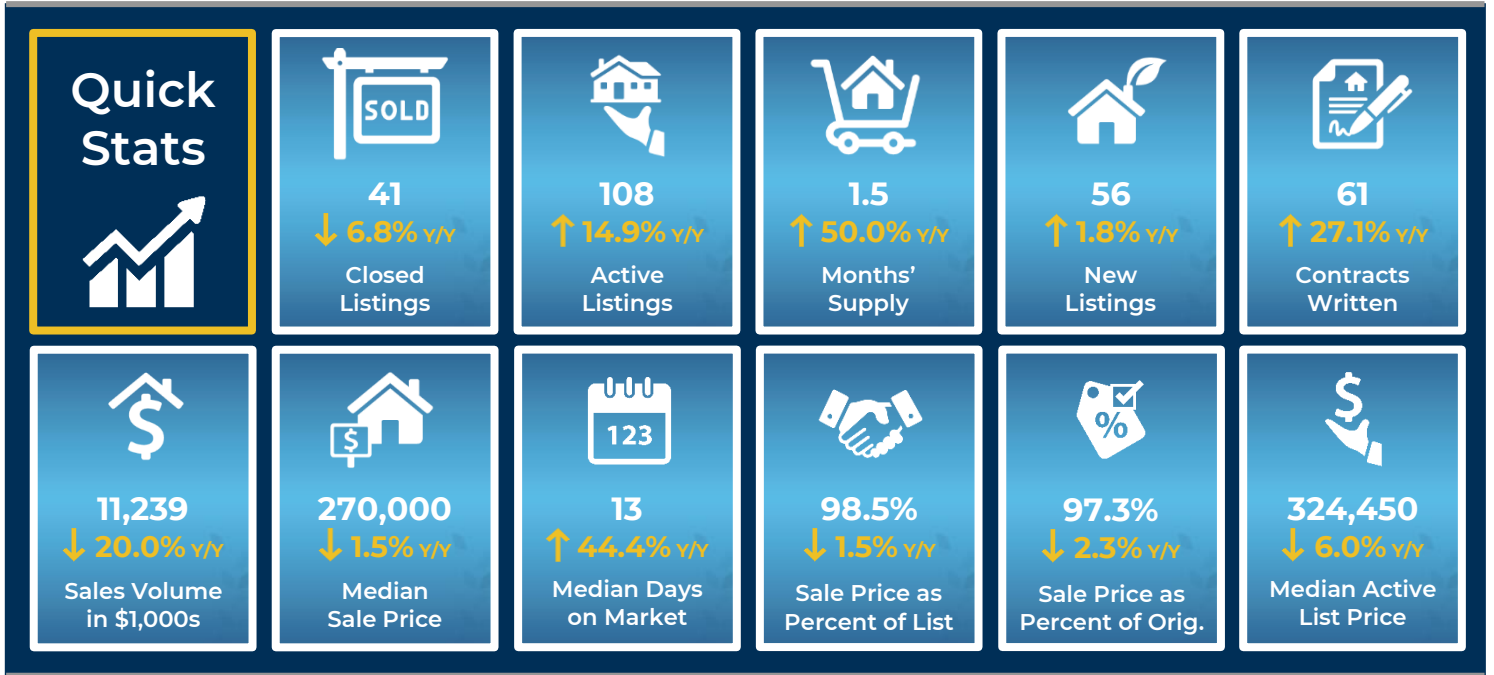 Quick
Stats
SOLD
41
↓ 6.8% Y/Y
Closed
Listings
108
↑ 14.9% Y/Y
Active
Listings
1.5
↑ 50.0% Y/Y
Months’
Supply
56
↑ 1.8% Y/Y
New
Listings
61
↑ 27.1% Y/Y
Contracts
Written
$
11,239
↓ 20.0% Y/Y
Sales Volume
in $1,000s
$
270,000
↓ 1.5% Y/Y
Median
Sale Price
123
13
↑ 44.4% Y/Y
Median Days
on Market
98.5%
↓ 1.5% Y/Y
Sale Price as
Percent of List
%
97.3%
↓ 2.3% Y/Y
Sale Price as
Percent of Orig.
$
324,450
↓ 6.0% Y/Y
Median Active
List Price